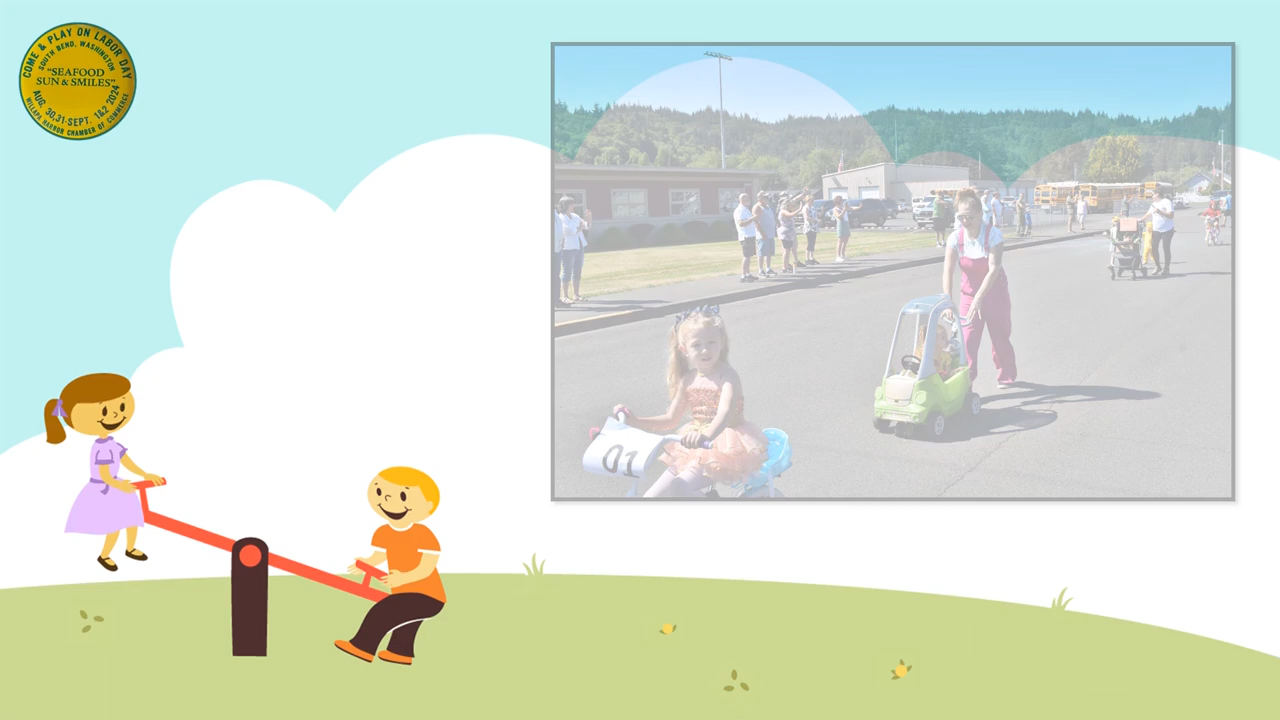 COME & PLAY ON LABOR DAY
SOUTH BEND, WASHINGTON
"SEAFOOD
SUN & SMILES"
AUG. 30,31-SEPT. 1&2 2024
WILLAPA HARBOR CHAMBER OF COMMERCE
01